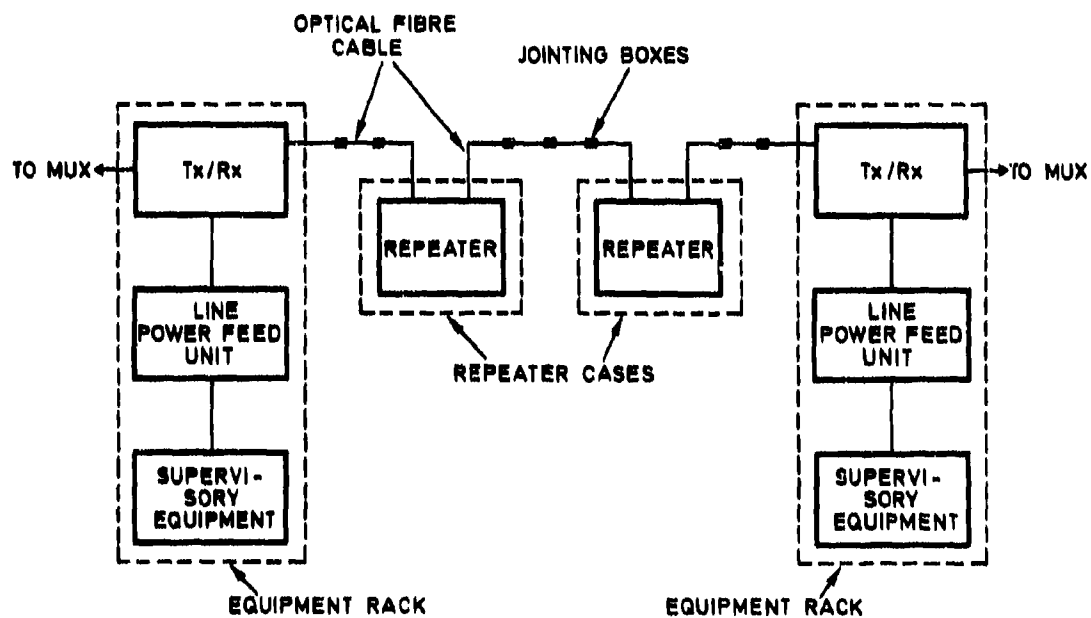 OPTICAL FIBRE
CABLE
JOINTING BOXES
TO MUX
Tx/Rx
Tx/Rx
TO MUX
REPEATER
REPEATER
LINE
POWER FEED
UNIT
LINE
POWER FEED
UNIT
REPEATER CASES
SUPERVI-
SORY
EQUIPMENT
SUPERVI-
SORY
EQUIPMENT
EQUIPMENT RACK
EQUIPMENT RACK